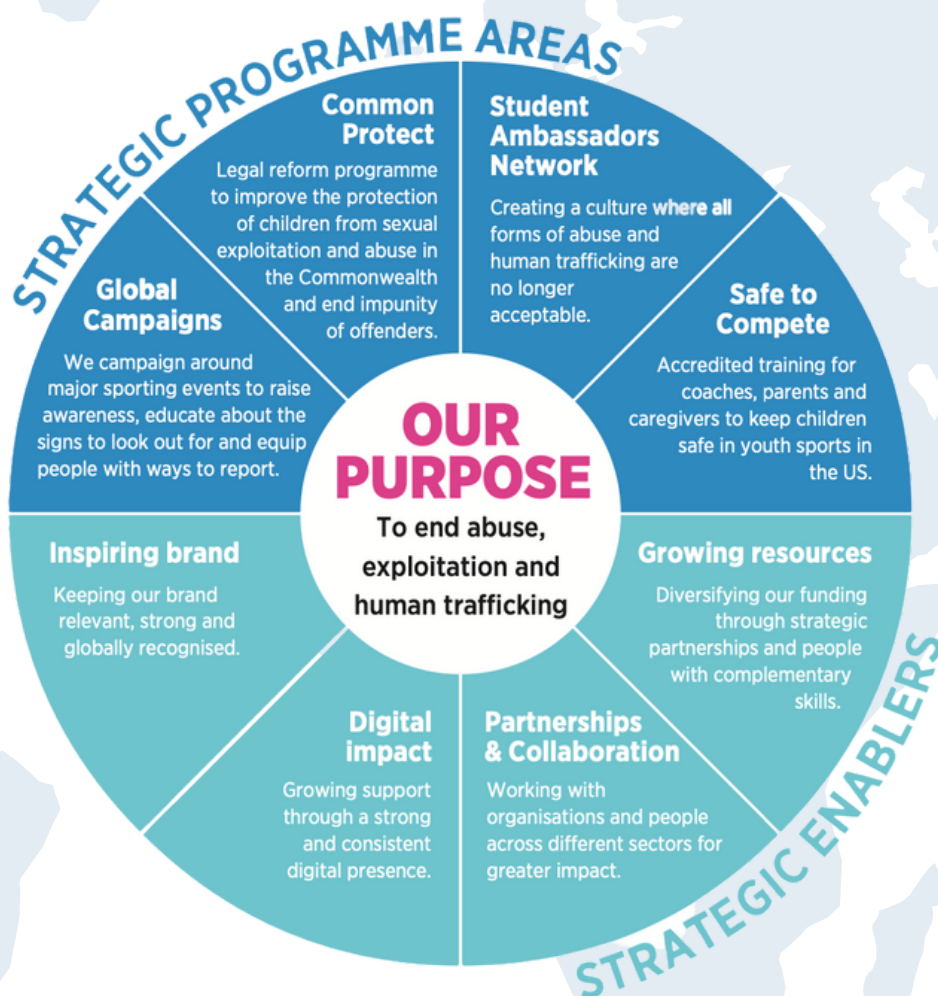 STRATEGIC PROGRAMME AREAS
Common
Protect
Legal reform programme
to improve the protection
of children from sexual
exploitation and abuse in
the Commonwealth
and end impunity
of offenders.
Student
Ambassadors
Network
Creating a culture where all
forms of abuse and
human trafficking are
no longer
acceptable.
Global
Campaigns
We campaign around
major sporting events to raise
awareness, educate about the
signs to look out for and equip
people with ways to report.
Safe to
Compete
Accredited training for
coaches, parents and
caregivers to keep children
safe in youth sports in
the US.
OUR
PURPOSE
To end abuse,
exploitation and
human trafficking
Inspiring brand
Keeping our brand
relevant, strong and
globally recognised.
Growing resources
Diversifying our funding
through strategic
partnerships and people
with complementary
skills.
Digital
impact
Growing support
through a strong
and consistent
digital presence.
Partnerships
& Collaboration
Working with
organisations and people
across different sectors for
greater impact.
STRATEGIC ENABLERS